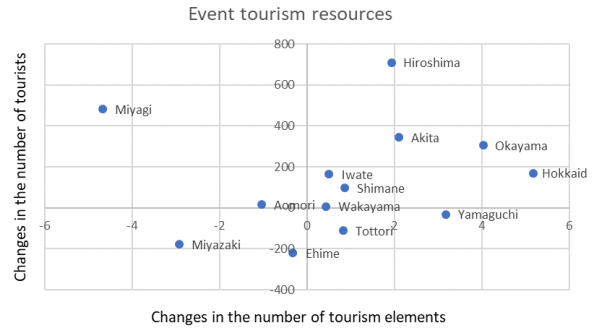 Event tourism resources
Changes in the number of tourists
800
600
400
200
0
-200
-400
-6
-4
-2
0
2
4
6
Hiroshima
Miyagi
Akita
Okayama
Iwate
Hokkaid
Shimane
Aomori
Wakayama
Yamaguchi
Tottori
Miyazaki
Ehime
Changes in the number of tourism elements